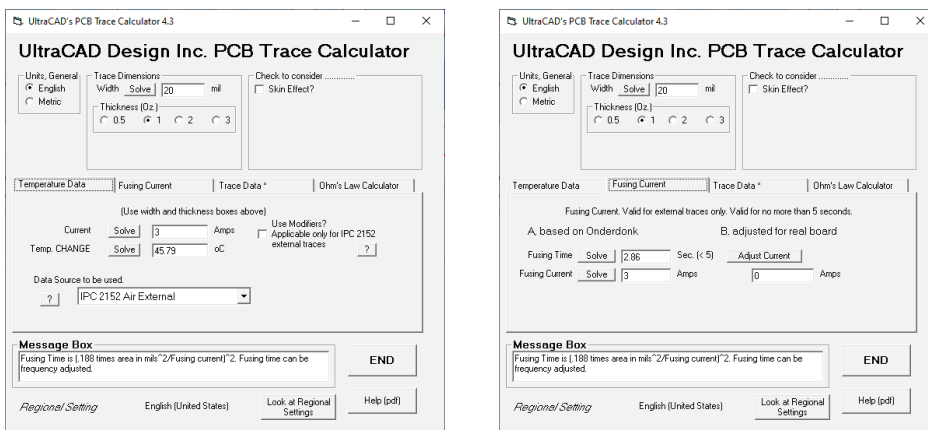 UltraCAD's PCB Trace Calculator 4.3
UltraCAD Design Inc. PCB Trace Calculator
Units, General
English
Metric
Trace Dimensions
Width Solve 20 mil
Thickness (Oz.)
0.5 1 2 3
Check to consider .............
Skin Effect?
Temperature Data Fusing Current Trace Data * Ohm's Law Calculator
(Use width and thickness boxes above)
Current Solve 3 Amps
Temp. CHANGE Solve 45.79 oC
Use Modifiers?
Applicable only for IPC 2152
external traces
?
Data Source to be used.
? IPC 2152 Air External
Message Box
Fusing Time is (.188 times area in mils^2/Fusing current)^2. Fusing time can be
frequency adjusted.
END
Regional Setting English (United States) Look at Regional
Settings
Help (pdf)
UltraCAD's PCB Trace Calculator 4.3
UltraCAD Design Inc. PCB Trace Calculator
Units, General
English
Metric
Trace Dimensions
Width Solve 20 mil
Thickness (Oz.)
0.5 1 2 3
Check to consider .............
Skin Effect?
Temperature Data Fusing Current Trace Data * Ohm's Law Calculator
Fusing Current. Valid for external traces only. Valid for no more than 5 seconds.
A, based on Onderdonk B, adjusted for real board
Fusing Time Solve 2.86 Sec. (< 5) Adjust Current
Fusing Current Solve 3 Amps 0 Amps
Message Box
Fusing Time is (.188 times area in mils^2/Fusing current)^2. Fusing time can be
frequency adjusted.
END
Regional Setting English (United States) Look at Regional
Settings
Help (pdf)